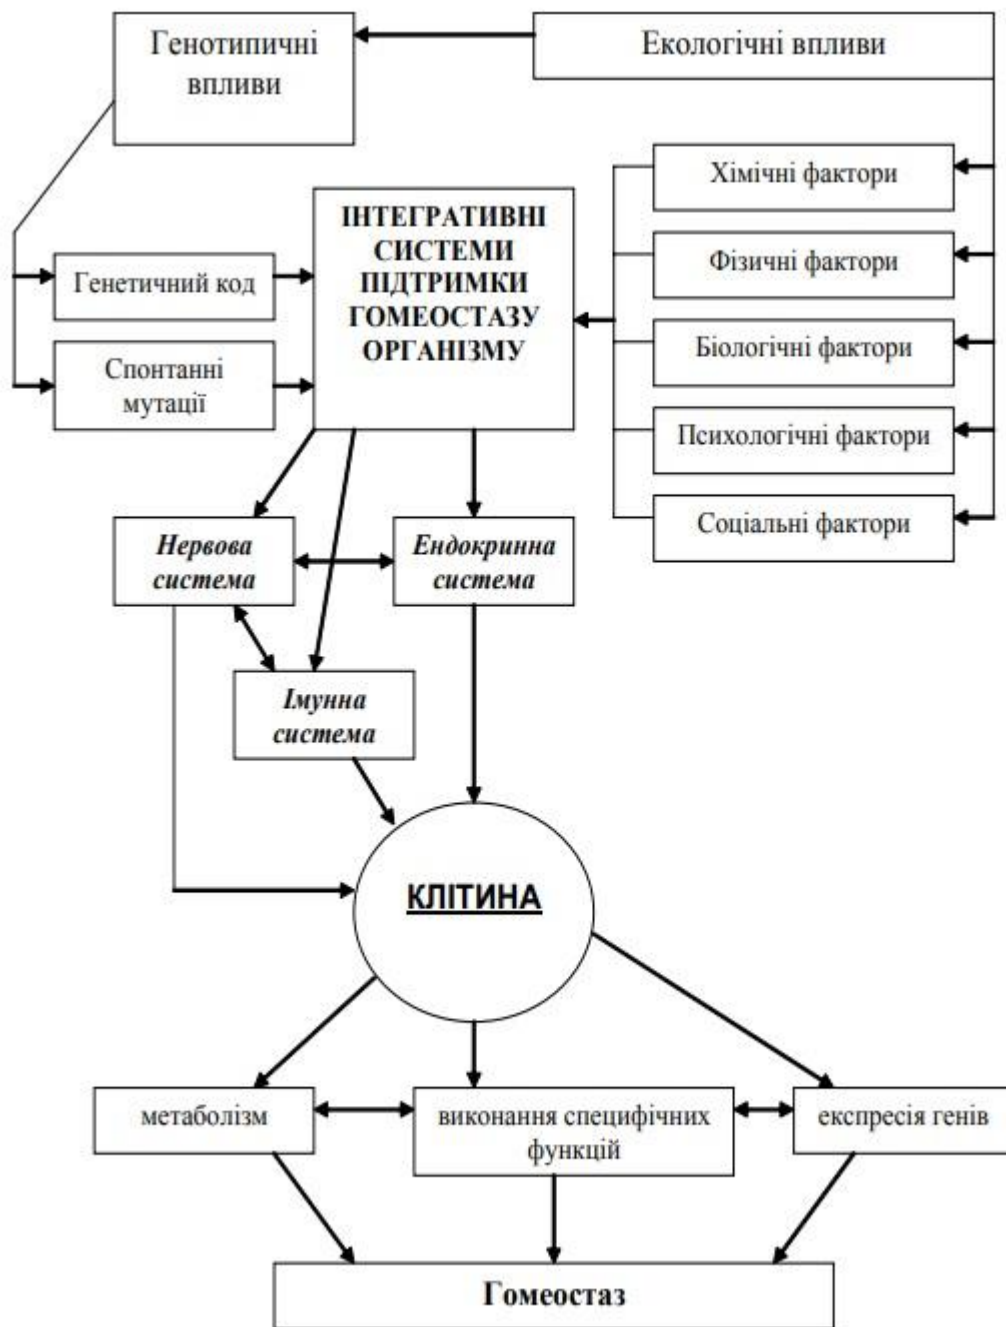 Генотипичні
впливи
Екологічні впливи
Хімічні фактори
ІНТЕГРАТИВНІ
СИСТЕМИ
ПІДТРИМКИ
ГОМЕОСТАЗУ
ОРГАНІЗМУ
Фізичні фактори
Генетичний код
Біологічні фактори
Спонтанні
мутації
Психологічні фактори
Соціальні фактори
Нервова
система
Ендокринна
система
Імунна
система
КЛІТИНА
метаболізм
виконання специфічних
функцій
експресія генів
Гомеостаз